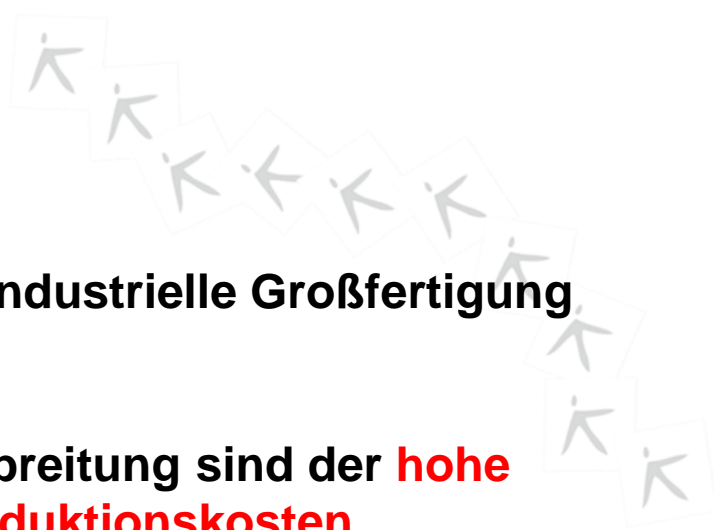 ndustrielle Großfertigung
breitung sind der hohe
duktionskosten